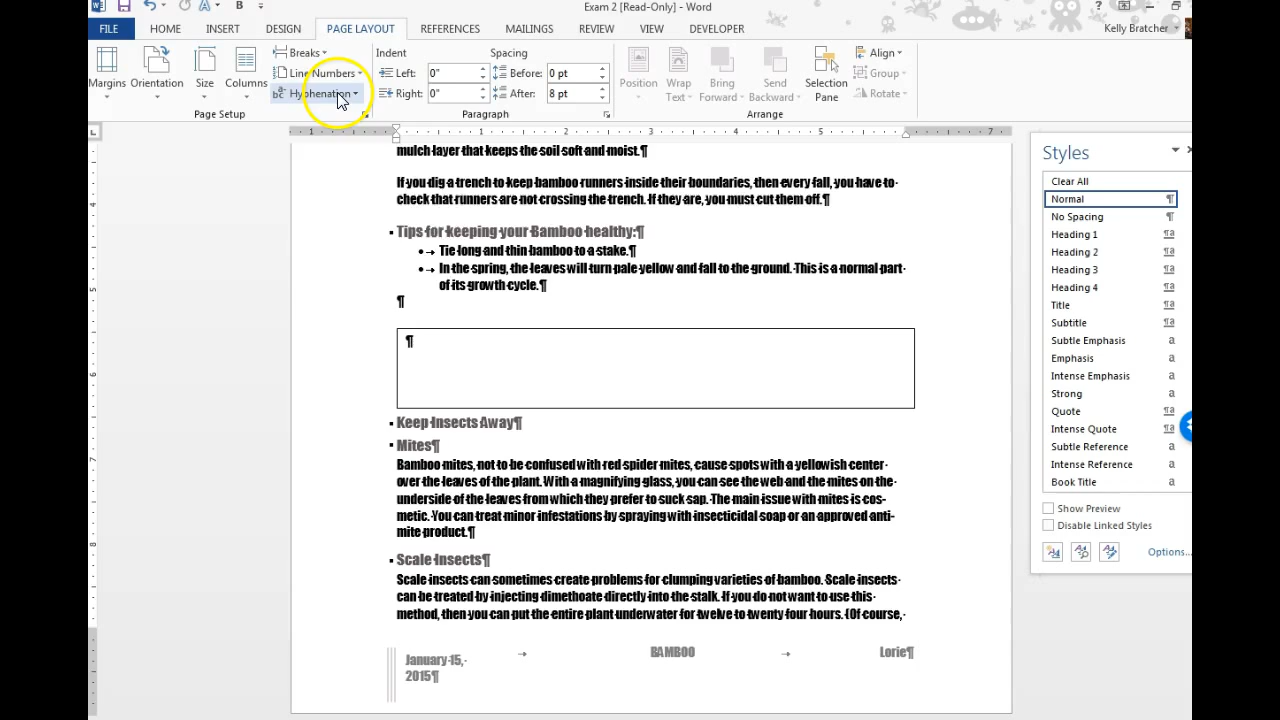 Exam 2 [Read-Only] - Word
FILE HOME INSERT DESIGN PAGE LAYOUT REFERENCES MAILINGS REVIEW VIEW DEVELOPER Kelly Bratcher
Margins
Orientation
Size
Columns
Breaks
Line Numbers
Hyphenation
Page Setup
Indent
Left: 0"
Right: 0"
Spacing
Before: 0 pt
After: 8 pt
Paragraph
Position
Wrap
Text
Bring
Forward
Send
Backward
Selection
Pane
Align
Group
Rotate
Arrange
1 1 2 3 4 5 7
mulch layer that keeps the soil soft and moist.¶
If you dig a trench to keep bamboo runners inside their boundaries, then every fall, you have to
check that runners are not crossing the trench. If they are, you must cut them off.¶
Tips for keeping your Bamboo healthy:¶
• Tie long and thin bamboo to a stake.¶
• In the spring, the leaves will turn pale yellow and fall to the ground. This is a normal part
of its growth cycle.¶
¶
¶
Keep Insects Away¶
Mites¶
Bamboo mites, not to be confused with red spider mites, cause spots with a yellowish center
over the leaves of the plant. With a magnifying glass, you can see the web and the mites on the
underside of the leaves from which they prefer to suck sap. The main issue with mites is cos-
metic. You can treat minor infestations by spraying with insecticidal soap or an approved anti-
mite product.¶
Scale Insects¶
Scale insects can sometimes create problems for clumping varieties of bamboo. Scale insects
can be treated by injecting dimethoate directly into the stalk. If you do not want to use this
method, then you can put the entire plant underwater for twelve to twenty four hours. (Of course,
January 15,
2015¶
BAMBOO
Lorie¶
Styles
Clear All
Normal ¶
No Spacing ¶
Heading 1 ¶a
Heading 2 ¶a
Heading 3 ¶a
Heading 4 ¶a
Title ¶a
Subtitle ¶a
Subtle Emphasis a
Emphasis a
Intense Emphasis a
Strong a
Quote ¶a
Intense Quote ¶a
Subtle Reference a
Intense Reference a
Book Title a
Show Preview
Disable Linked Styles
Options...